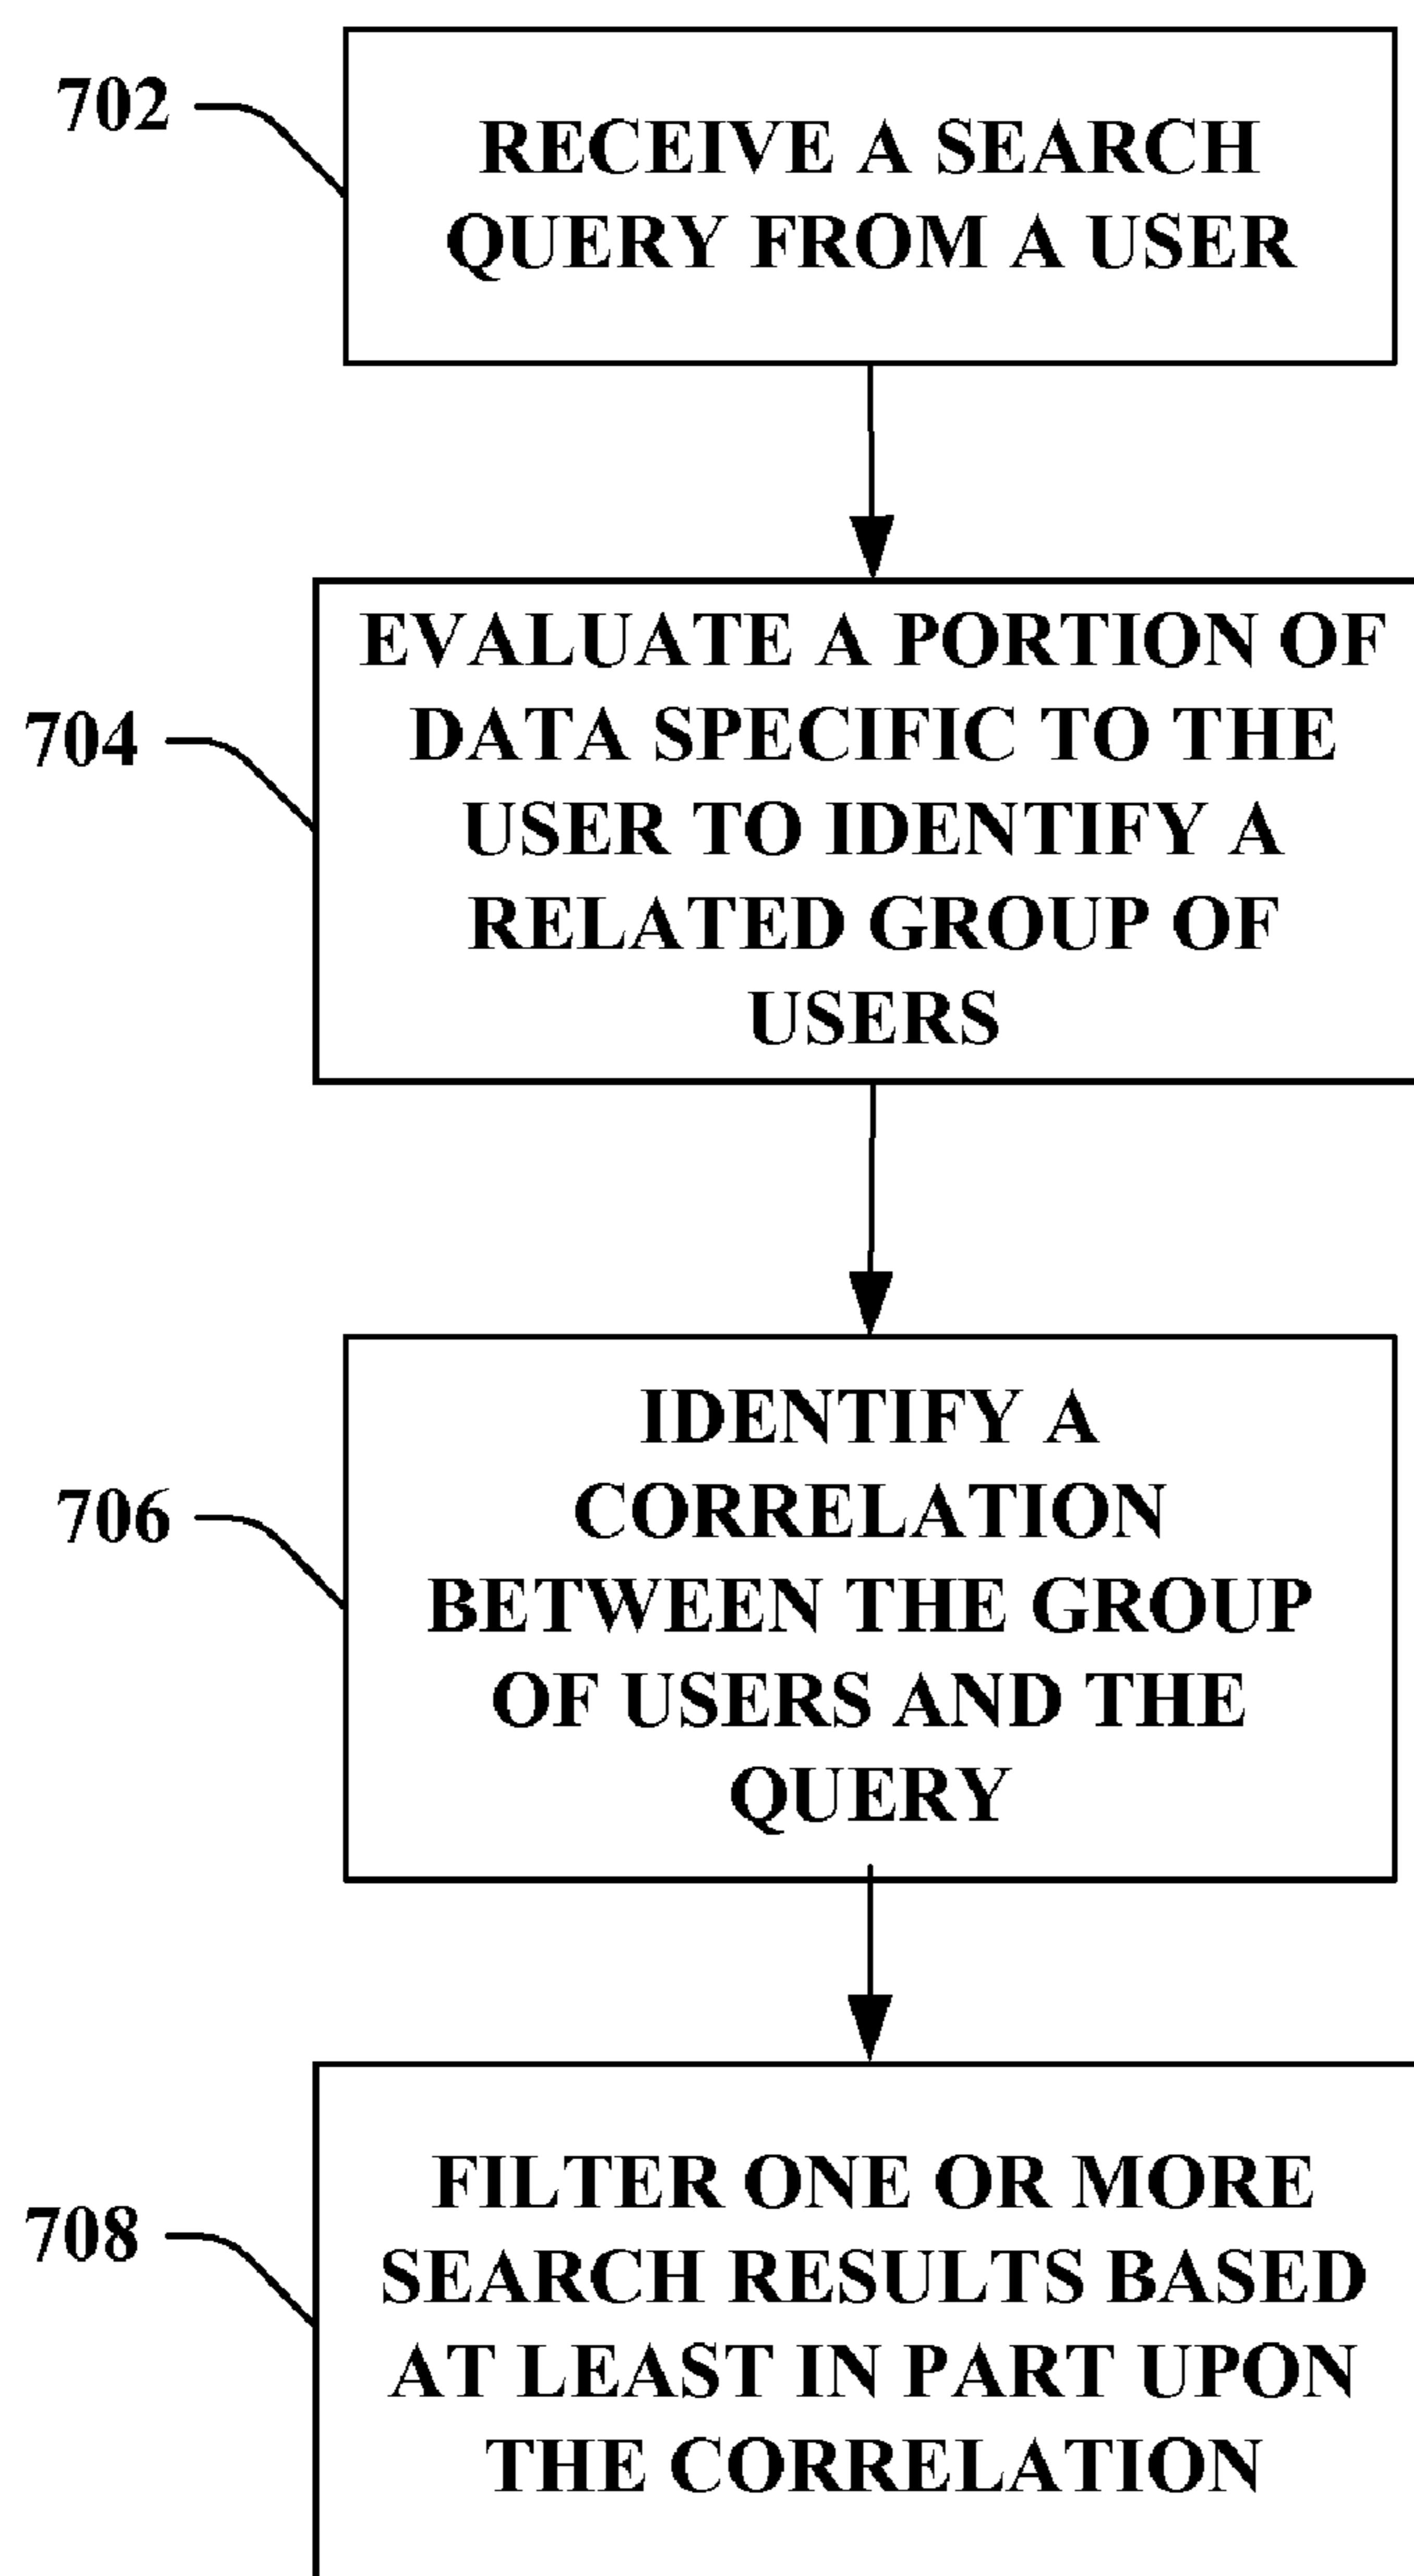 702
RECEIVE A SEARCH
QUERY FROM A USER
704
EVALUATE A PORTION OF
DATA SPECIFIC TO THE
USER TO IDENTIFY A
RELATED GROUP OF
USERS
706
IDENTIFY A
CORRELATION
BETWEEN THE GROUP
OF USERS AND THE
QUERY
708
FILTER ONE OR MORE
SEARCH RESULTS BASED
AT LEAST IN PART UPON
THE CORRELATION